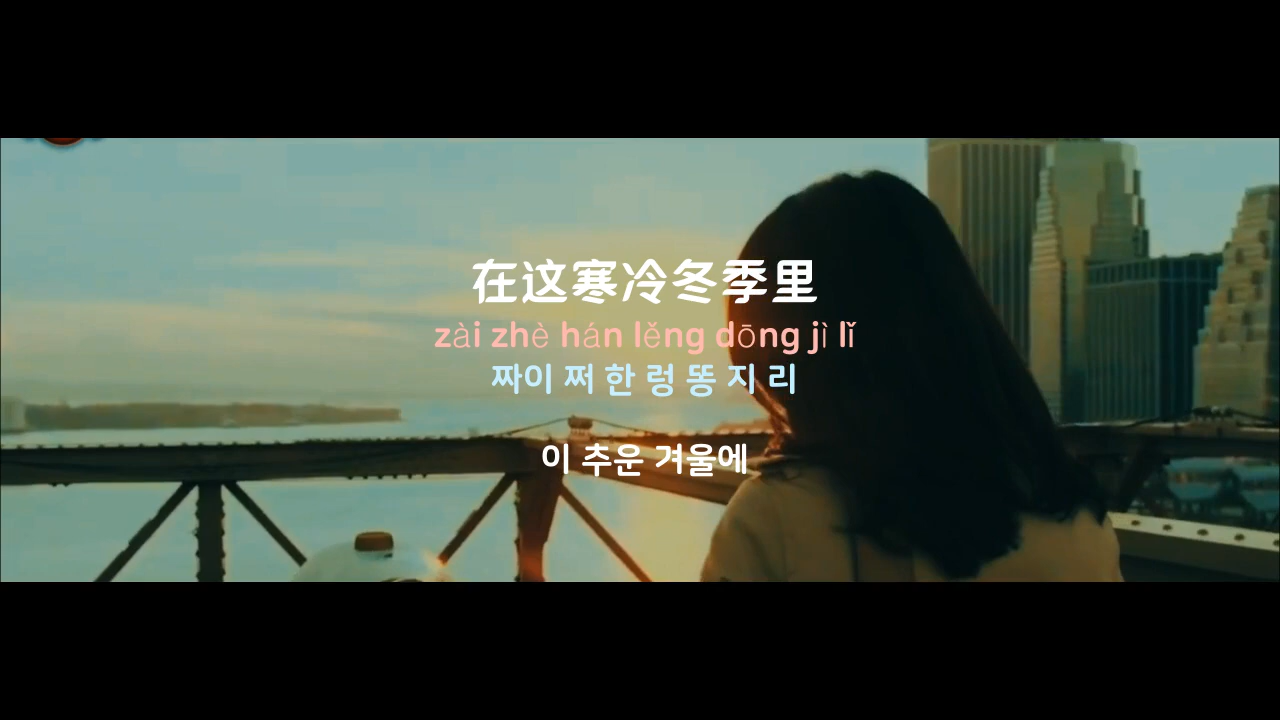 在这寒冷冬季里
zài zhè hán lěng dōng jì lǐ
짜이 쩌 한 렁 똥 지 리
이 추운 겨울에